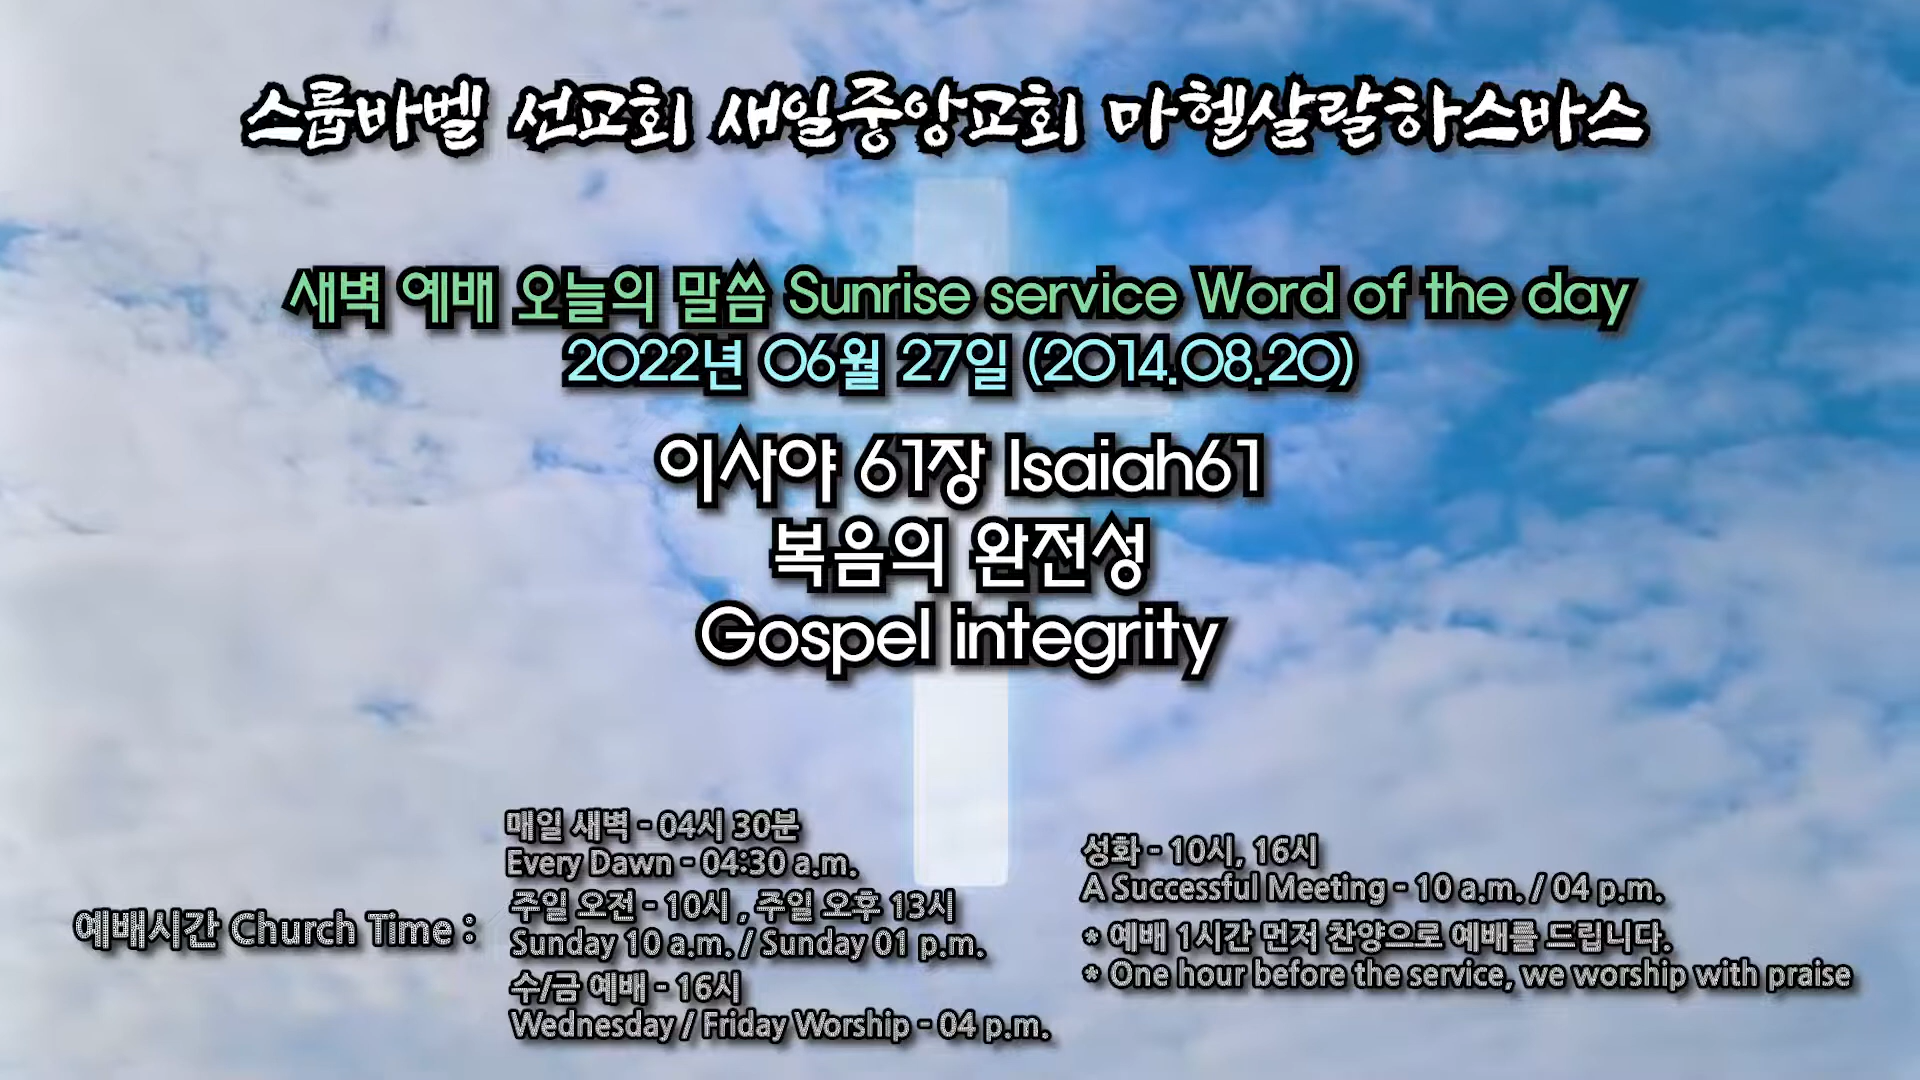 스룹바벨 선교회 새일중앙교회 마헬살랄하스바스
새벽 예배 오늘의 말씀 Sunrise service Word of the day
2022년 06월 27일 (2014.08.20)
이사야 61장 Isaiah61
복음의 완전성
Gospel integrity
예배시간 Church Time :
매일 새벽 - 04시 30분
Every Dawn - 04:30 a.m.
주일 오전 - 10시 , 주일 오후 13시
Sunday 10 a.m. / Sunday 01 p.m.
수/금 예배 - 16시
Wednesday / Friday Worship - 04 p.m.
성화 - 10시, 16시
A Successful Meeting - 10 a.m. / 04 p.m.
* 예배 1시간 먼저 찬양으로 예배를 드립니다.
* One hour before the service, we worship with praise